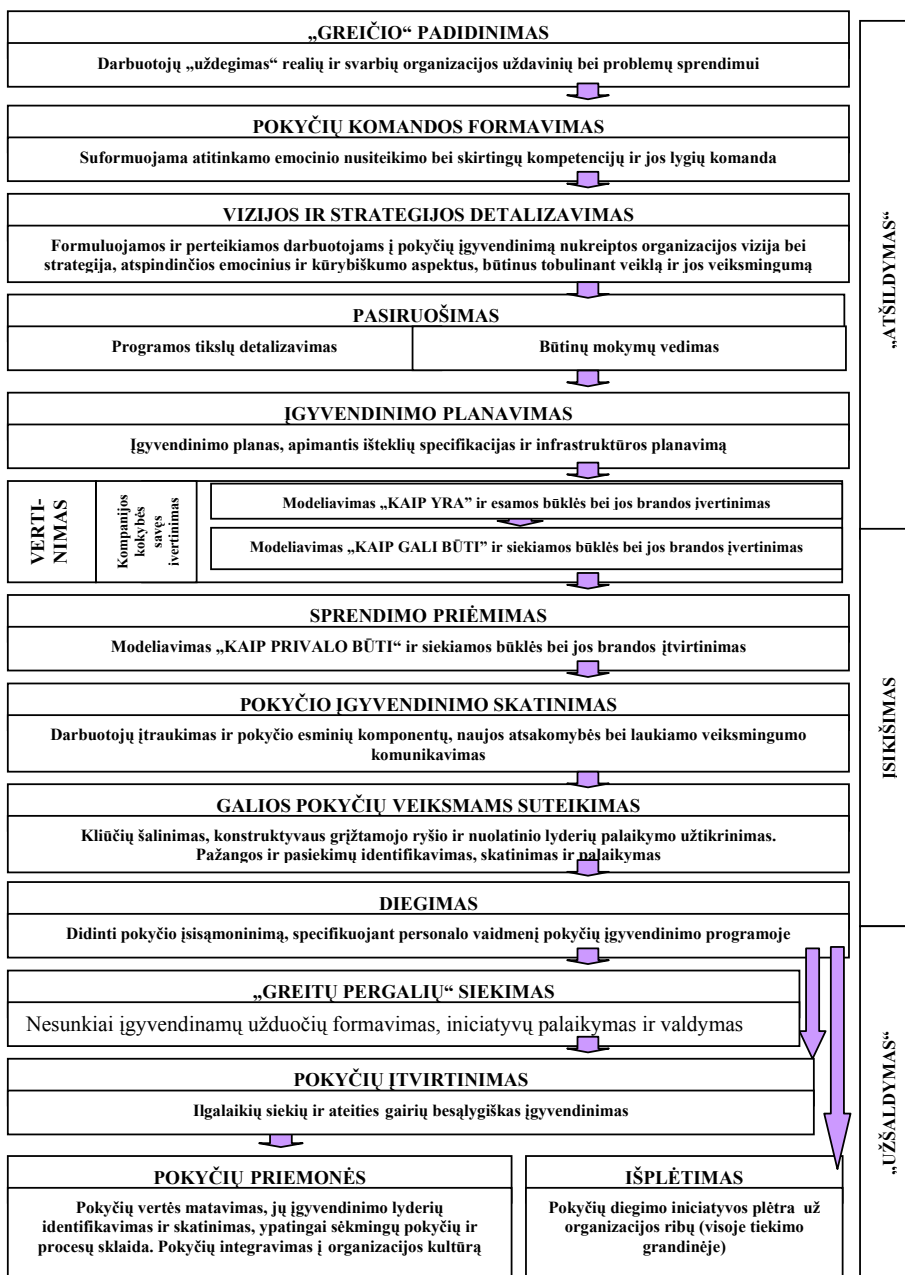 „GREIČIO“ PADIDINIMAS
Darbuotojų „uždegimas“ realių ir svarbių organizacijos uždavinių bei problemų sprendimui
POKYČIŲ KOMANDOS FORMAVIMAS
Suformuojama atitinkamo emocinio nusiteikimo bei skirtingų kompetencijų ir jos lygių komanda
VIZIJOS IR STRATEGIJOS DETALIZAVIMAS
Formuluojamos ir perteikiamos darbuotojams į pokyčių įgyvendinimą nukreiptos organizacijos vizija bei
strategija, atspindinčios emocinius ir kūrybiškumo aspektus, būtinus tobulinant veiklą ir jos veiksmingumą
PASIRUOŠIMAS
Programos tikslų detalizavimas
Būtinų mokymų vedimas
ĮGYVENDINIMO PLANAVIMAS
Įgyvendinimo planas, apimantis išteklių specifikacijas ir infrastruktūros planavimą
„ATŠILDYMAS“
VERTI-
NIMAS
Kompanijos
kokybės
savęs
ivertinimas
Modeliavimas „KAIP YRA“ ir esamos būklės bei jos brandos įvertinimas
Modeliavimas „KAIP GALI BŪTI” ir siekiamos būklės bei jos brandos įvertinimas
SPRENDIMO PRIĖMIMAS
Modeliavimas „KAIP PRIVALO BŪTI“ ir siekiamos būklės bei jos brandos įtvirtinimas
POKYČIO ĮGYVENDINIMO SKATINIMAS
Darbuotojų įtraukimas ir pokyčio esminių komponentų, naujos atsakomybės bei laukiamo veiksmingumo
komunikavimas
GALIOS POKYČIŲ VEIKSMAMS SUTEIKIMAS
Kliūčių šalinimas, konstruktyvaus grįžtamojo ryšio ir nuolatinio lyderių palaikymo užtikrinimas.
Pažangos ir pasiekimų identifikavimas, skatinimas ir palaikymas
ĮSIKIŠIMAS
DIEGIMAS
Didinti pokyčio įsisąmoninimą, specifikuojant personalo vaidmenį pokyčių įgyvendinimo programoje
„GREITŲ PERGALIŲ“ SIEKIMAS
Nesunkiai įgyvendinamų užduočių formavimas, iniciatyvų palaikymas ir valdymas
POKYČIŲ ĮTVIRTINIMAS
Ilgalaikių siekių ir ateities gairių besąlygiškas įgyvendinimas
„UŽŠALDYMAS“
POKYČIŲ PRIEMONĖS
Pokyčių vertės matavimas, jų įgyvendinimo lyderių
identifikavimas ir skatinimas, ypatingai sėkmingų pokyčių ir
procesų sklaida. Pokyčių integravimas į organizacijos kultūrą
IŠPLĖTIMAS
Pokyčių diegimo iniciatyvos plėtra už
organizacijos ribų (visoje tiekimo
grandinėje)